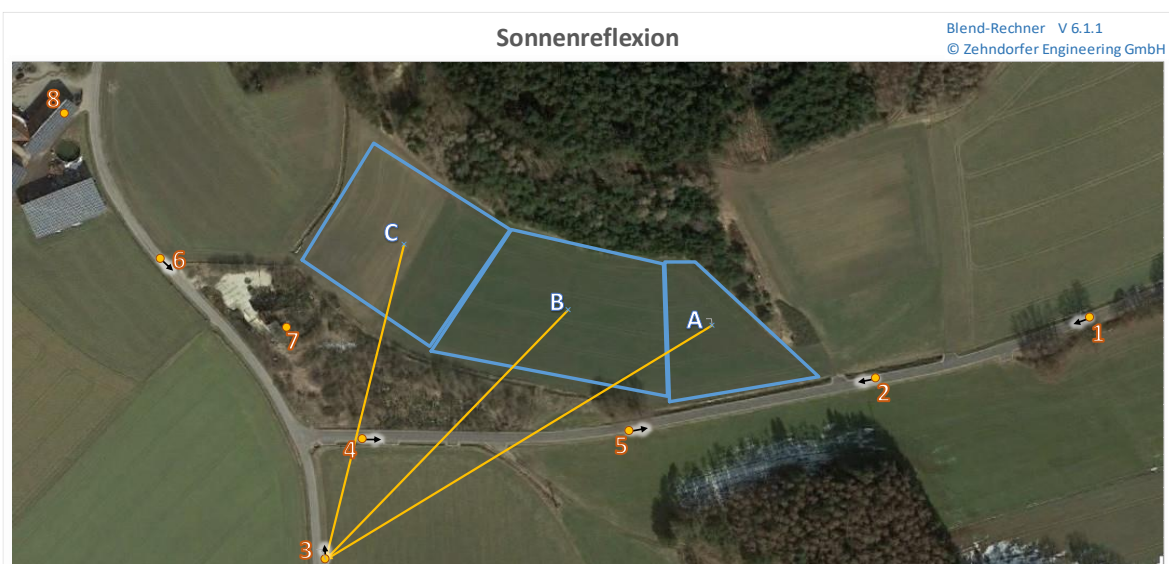 Sonnenreflexion
Blend-Rechner V 6.1.1
© Zehndorfer Engineering GmbH
8
C
6
B
A
7
1
2
4
5
3